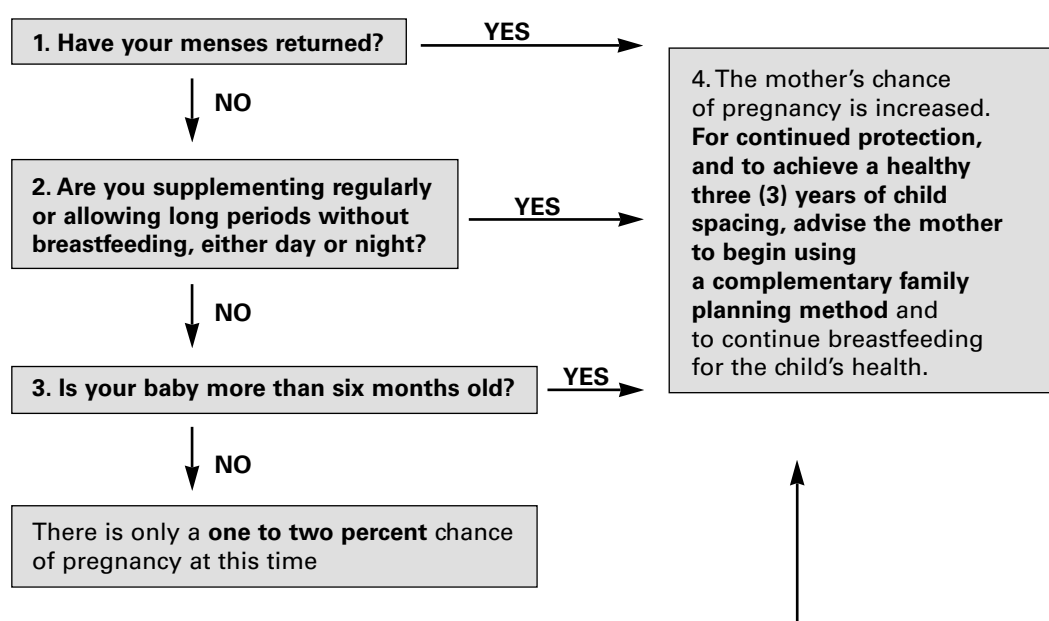 1. Have your menses returned?
YES
NO
2. Are you supplementing regularly
or allowing long periods without
breastfeeding, either day or night?
YES
NO
3. Is your baby more than six months old?
YES
NO
There is only a one to two percent chance
of pregnancy at this time
4. The mother’s chance
of pregnancy is increased.
For continued protection,
and to achieve a healthy
three (3) years of child
spacing, advise the mother
to begin using
a complementary family
planning method and
to continue breastfeeding
for the child’s health.